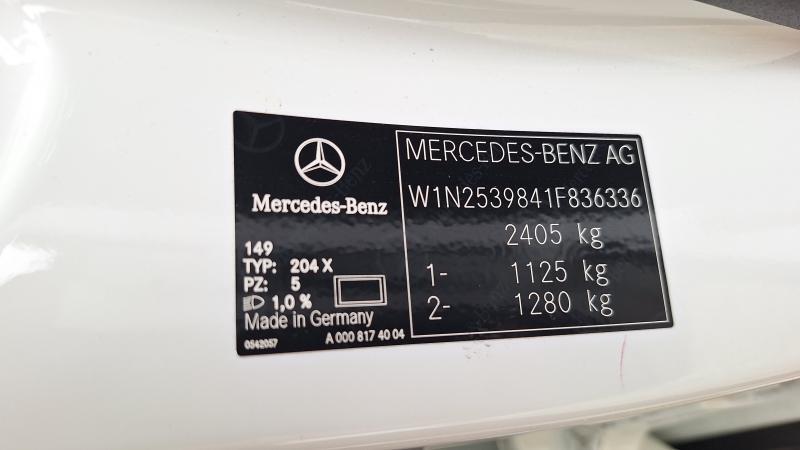 Mercedes-Benz
149
TYP: 204 X
PZ: 5
1,0 %
Made in Germany
0542057
A 000 817 40 04
MERCEDES-BENZ AG
W1N2539841F836336
2405 kg
1- 1125 kg
2- 1280 kg